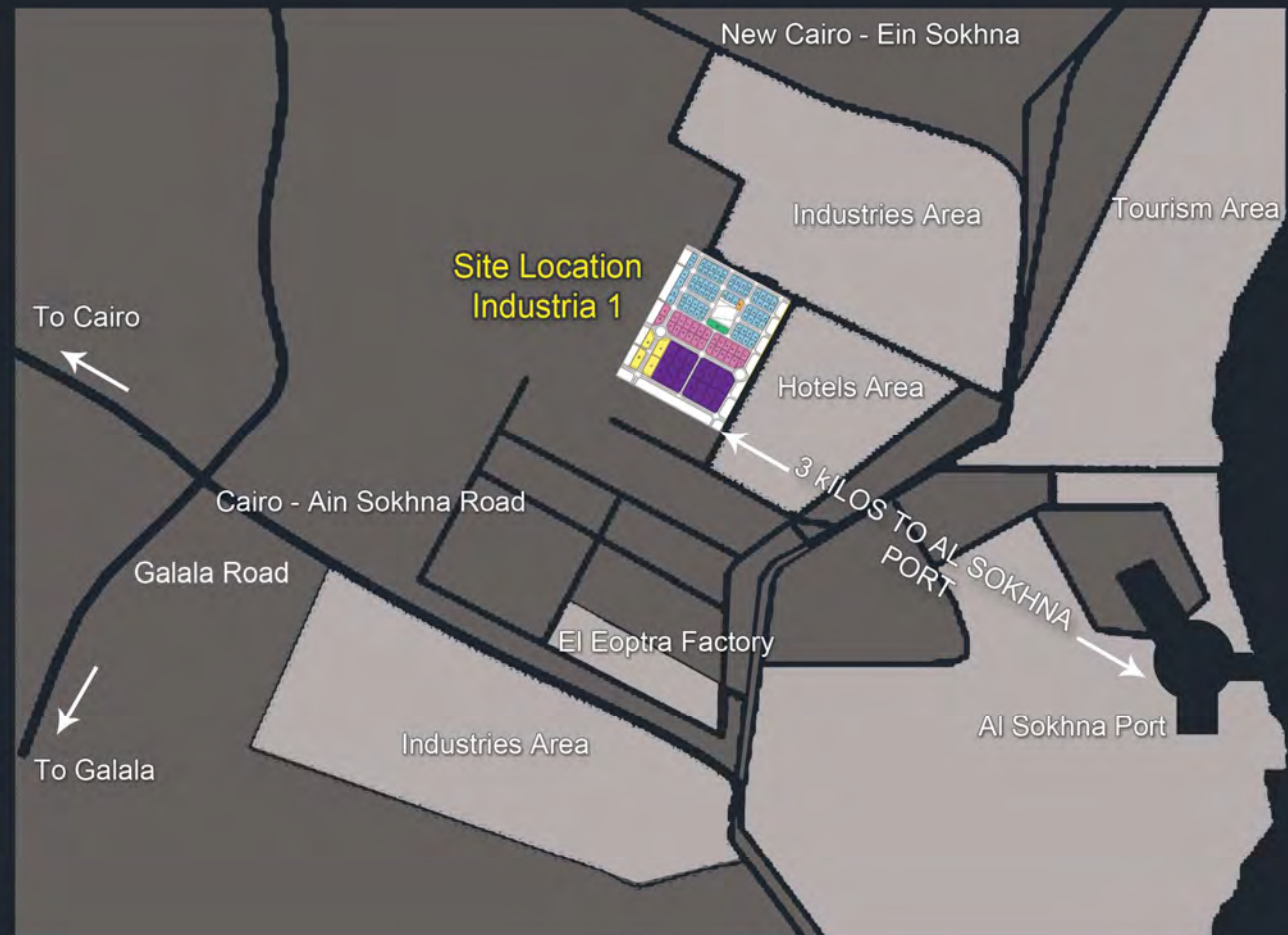 New Cairo - Ein Sokhna
Industries Area
Tourism Area
Site Location
Industria 1
To Cairo
Hotels Area
3 kILOS TO AL SOKHNA
PORT
Cairo - Ain Sokhna Road
Galala Road
El Eoptra Factory
Al Sokhna Port
Industries Area
To Galala